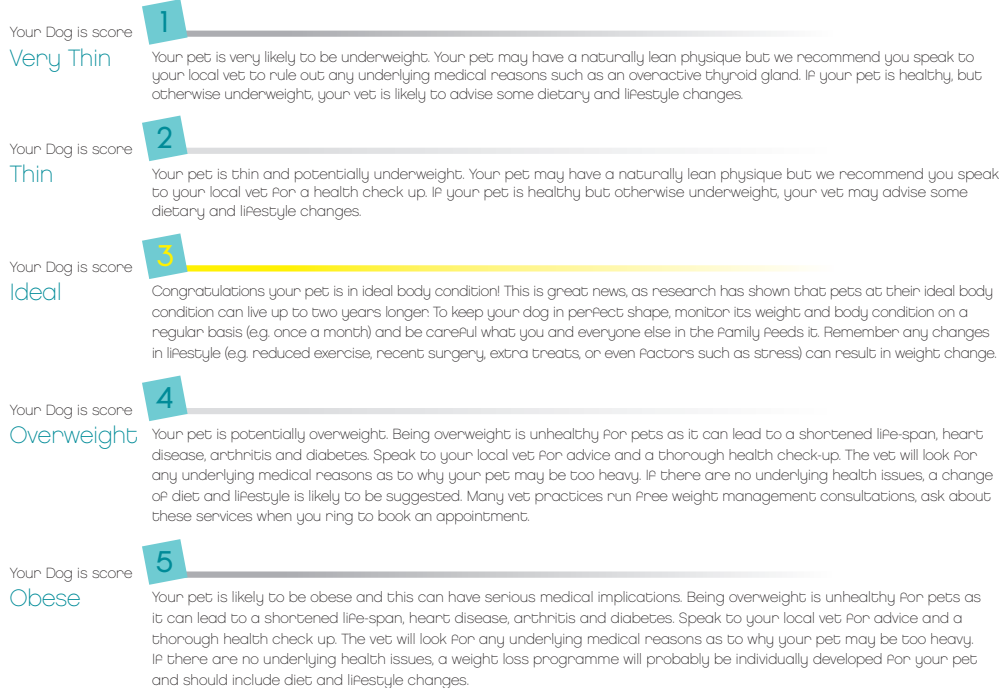 1
Your Dog is score
Very Thin
Your pet is very likely to be underweight. Your pet may have a naturally lean physique but we recommend you speak to
your local vet to rule out any underlying medical reasons such as an overactive thyroid gland. If your pet is healthy, but
otherwise underweight, your vet is likely to advise some dietary and lifestyle changes.
2
Your Dog is score
Thin
Your pet is thin and potentially underweight. Your pet may have a naturally lean physique but we recommend you speak
to your local vet for a health check up. If your pet is healthy but otherwise underweight, your vet may advise some
dietary and lifestyle changes.
3
Your Dog is score
Ideal
Congratulations your pet is in ideal body condition! This is great news, as research has shown that pets at their ideal body
condition can live up to two years longer. To keep your dog in perfect shape, monitor its weight and body condition on a
regular basis (e.g. once a month) and be careful what you and everyone else in the family feeds it. Remember any changes
in lifestyle (e.g. reduced exercise, recent surgery, extra treats, or even factors such as stress) can result in weight change.
4
Your Dog is score
Overweight
Your pet is potentially overweight. Being overweight is unhealthy for pets as it can lead to a shortened life-span, heart
disease, arthritis and diabetes. Speak to your local vet for advice and a thorough health check-up. The vet will look for
any underlying medical reasons as to why your pet may be too heavy. If there are no underlying health issues, a change
of diet and lifestyle is likely to be suggested. Many vet practices run free weight management consultations, ask about
these services when you ring to book an appointment.
5
Your Dog is score
Obese
Your pet is likely to be obese and this can have serious medical implications. Being overweight is unhealthy for pets as
it can lead to a shortened life-span, heart disease, arthritis and diabetes. Speak to your local vet for advice and a
thorough health check up. The vet will look for any underlying medical reasons as to why your pet may be too heavy.
If there are no underlying health issues, a weight loss programme will probably be individually developed for your pet
and should include diet and lifestyle changes.